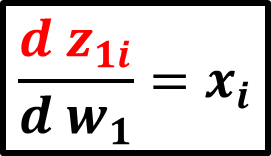 d z₁ᵢ
d w₁ = xᵢ